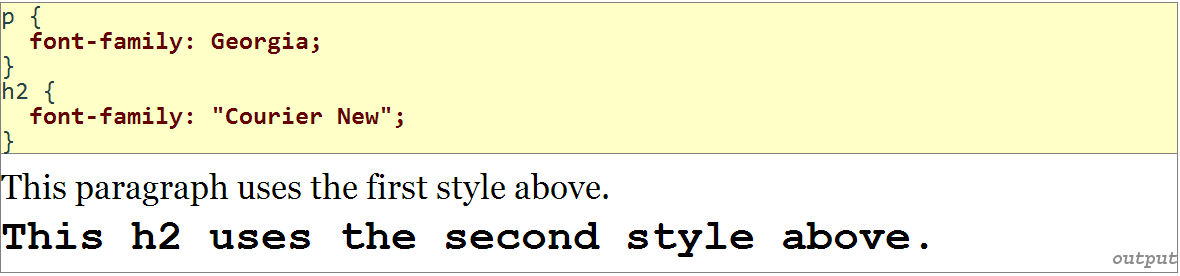 p {
  font-family: Georgia;
}
h2 {
  font-family: "Courier New";
}
This paragraph uses the first style above.
This h2 uses the second style above.
output